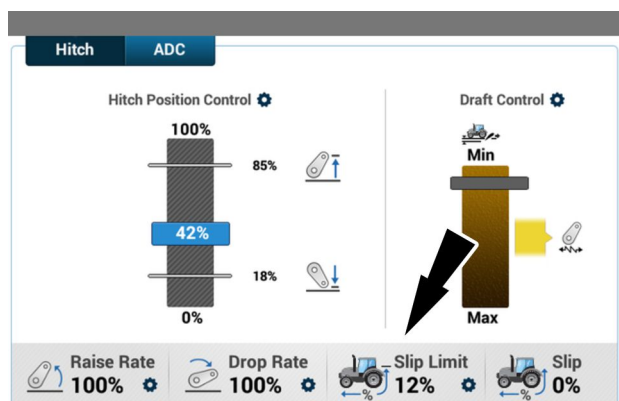 Hitch ADC
Hitch Position Control
100%
85%
42%
18%
0%
Draft Control
Min
Max
Raise Rate
100%
Drop Rate
100%
% Slip Limit
12%
% Slip
0%